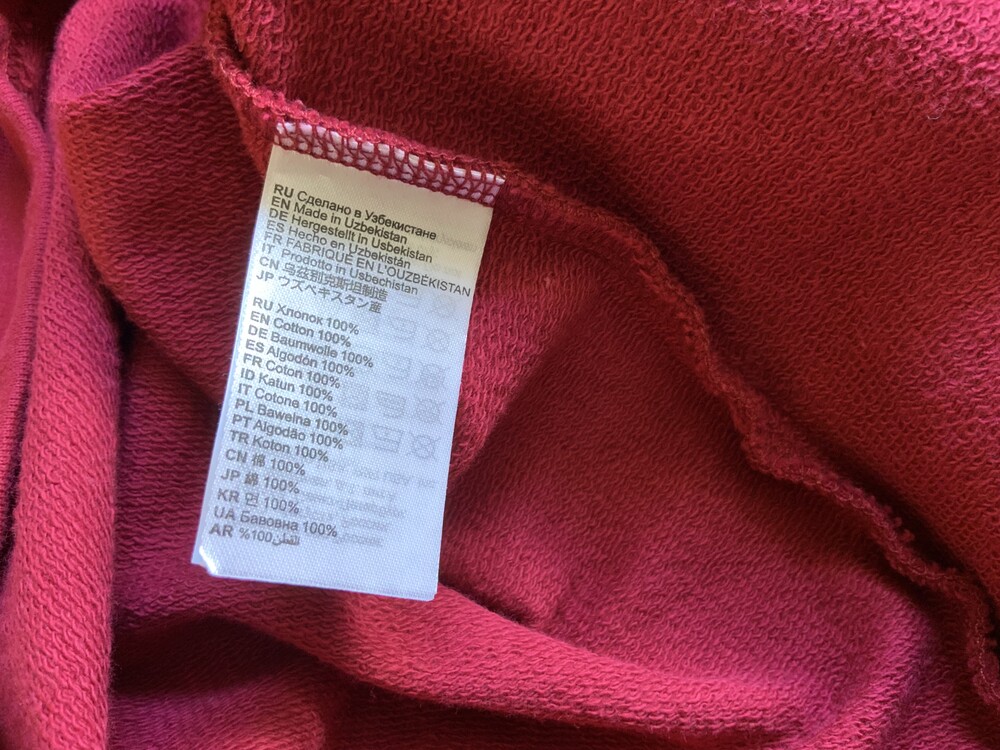 RU Сделано в Узбекистане
EN Made in Uzbekistan
DE Hergestellt in Usbekistan
ES Hecho en Uzbekistán
FR FABRIQUÉ EN L'OUZBÉKISTAN
IT Prodotto in Usbechistan
CN 乌兹别克斯坦制造
JP ウズベキスタン産
RU Хлопок 100%
EN Cotton 100%
DE Baumwolle 100%
ES Algodón 100%
FR Coton 100%
ID Katun 100%
IT Cotone 100%
PL Bawełna 100%
PT Algodão 100%
TR Koton 100%
CN 棉 100%
JP 綿 100%
KR 면 100%
UA Бавовна 100%
AR %100 القطن